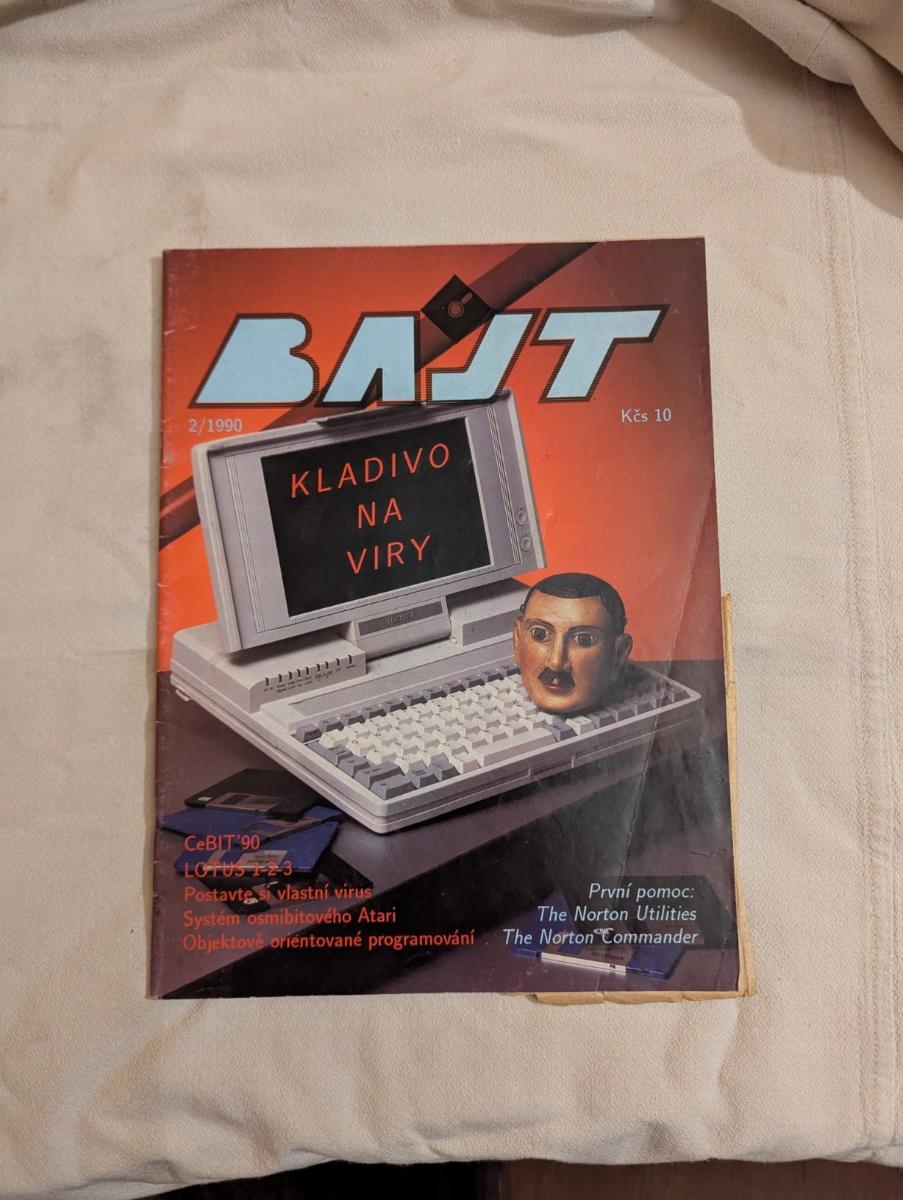 BAJT
2/1990
Kčs 10
KLADIVO
NA
VIRY
CeBIT'90
LOTUS 1-2-3
Postavte si vlastní virus
Systém osmibitového Atari
Objektově orientované programování
První pomoc:
The Norton Utilities
The Norton Commander